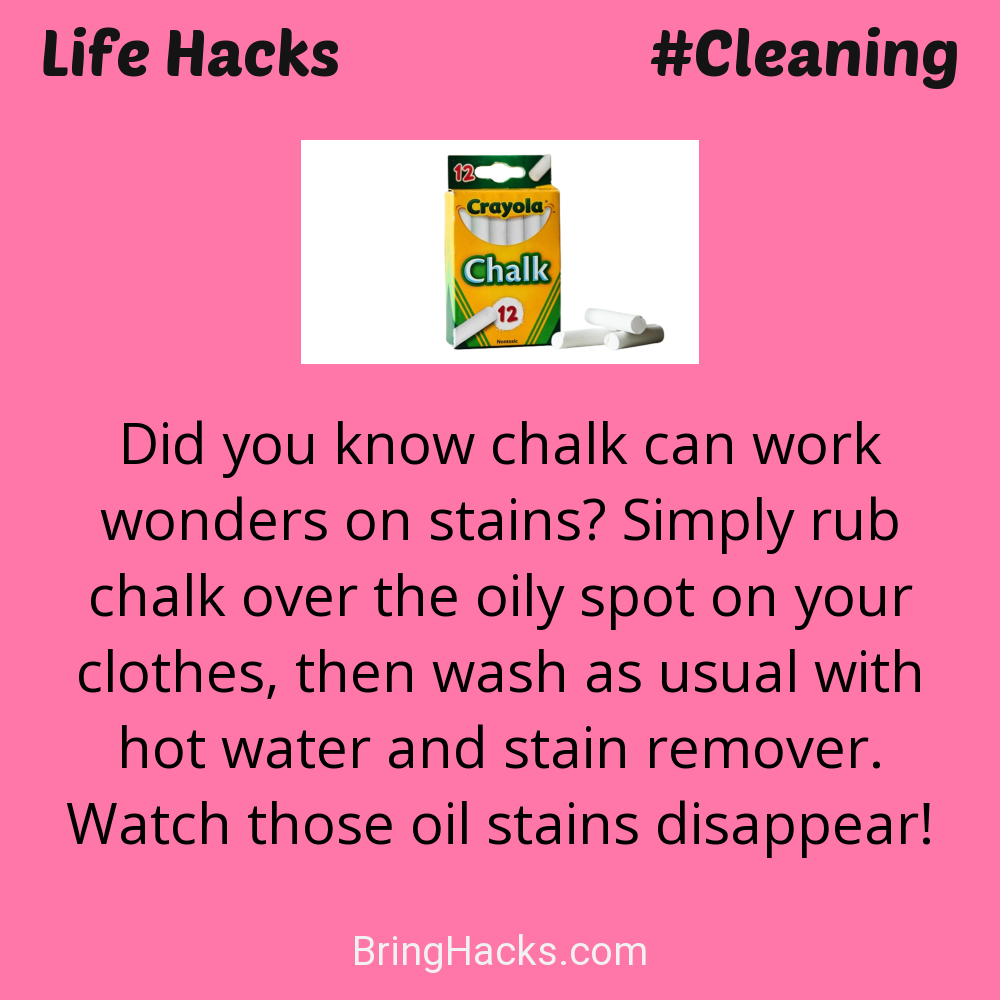 Life Hacks #Cleaning
12
Crayola
Chalk
12
Nontoxic
Did you know chalk can work
wonders on stains? Simply rub
chalk over the oily spot on your
clothes, then wash as usual with
hot water and stain remover.
Watch those oil stains disappear!
BringHacks.com